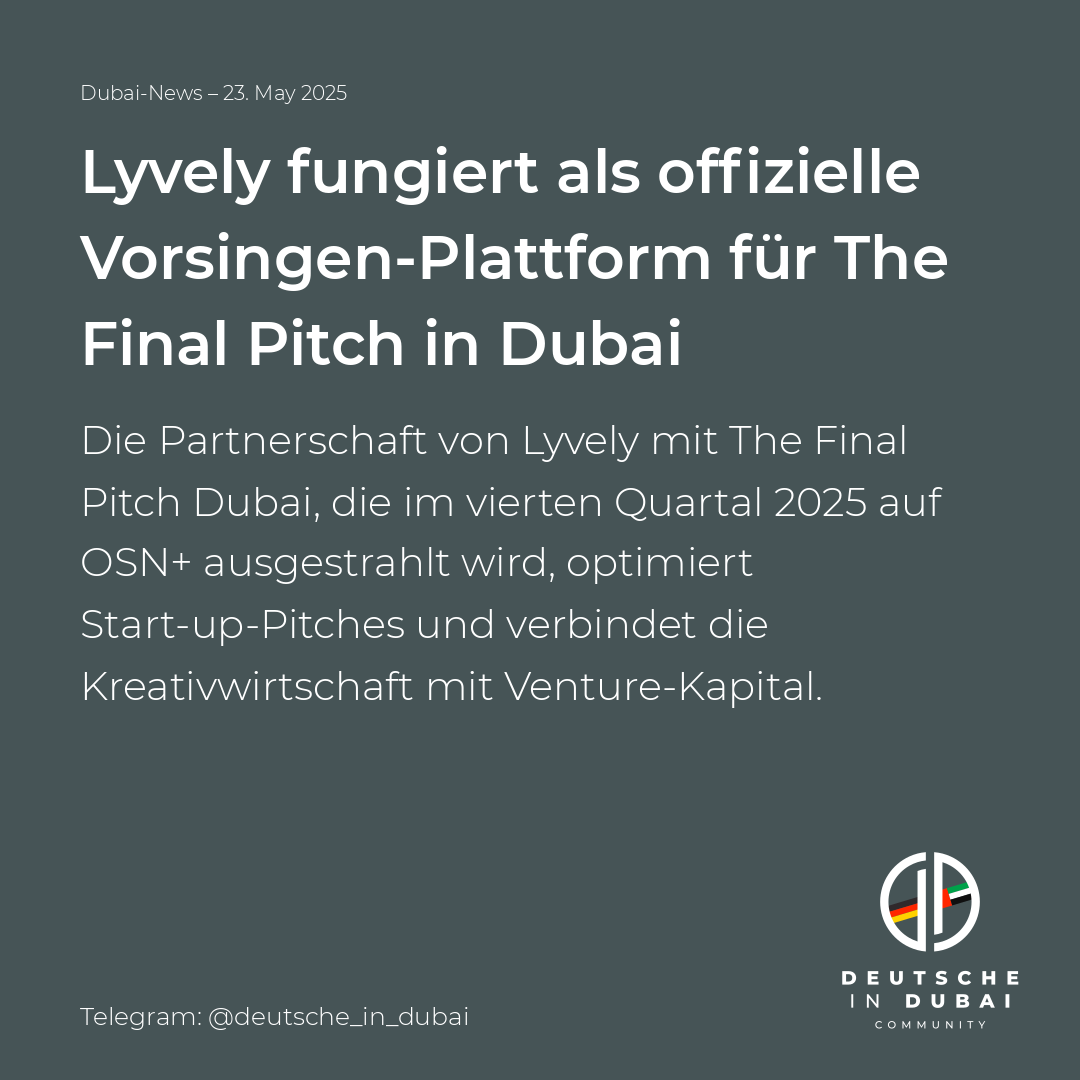 Dubai-News – 23. May 2025
Lyvely fungiert als offizielle
Vorsingen-Plattform für The
Final Pitch in Dubai
Die Partnerschaft von Lyvely mit The Final
Pitch Dubai, die im vierten Quartal 2025 auf
OSN+ ausgestrahlt wird, optimiert
Start-up-Pitches und verbindet die
Kreativwirtschaft mit Venture-Kapital.
DEUTSCHE
IN DUBAI
COMMUNITY
Telegram: @deutsche_in_dubai